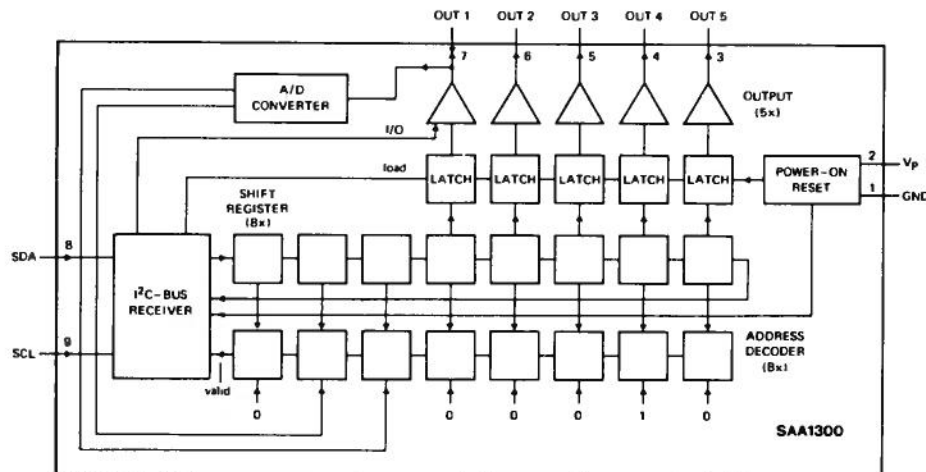 OUT 1 OUT 2 OUT 3 OUT 4 OUT 5
7 6 5 4 3
A/D
CONVERTER
OUTPUT
(5x)
I/O
load
LATCH LATCH LATCH LATCH LATCH
POWER-ON
RESET
2 VP
1 GND
SHIFT
REGISTER
(8x)
SDA 8
I²C-BUS
RECEIVER
SCL 9
valid
ADDRESS
DECODER
(8x)
0 0 0 0 1 0
SAA1300